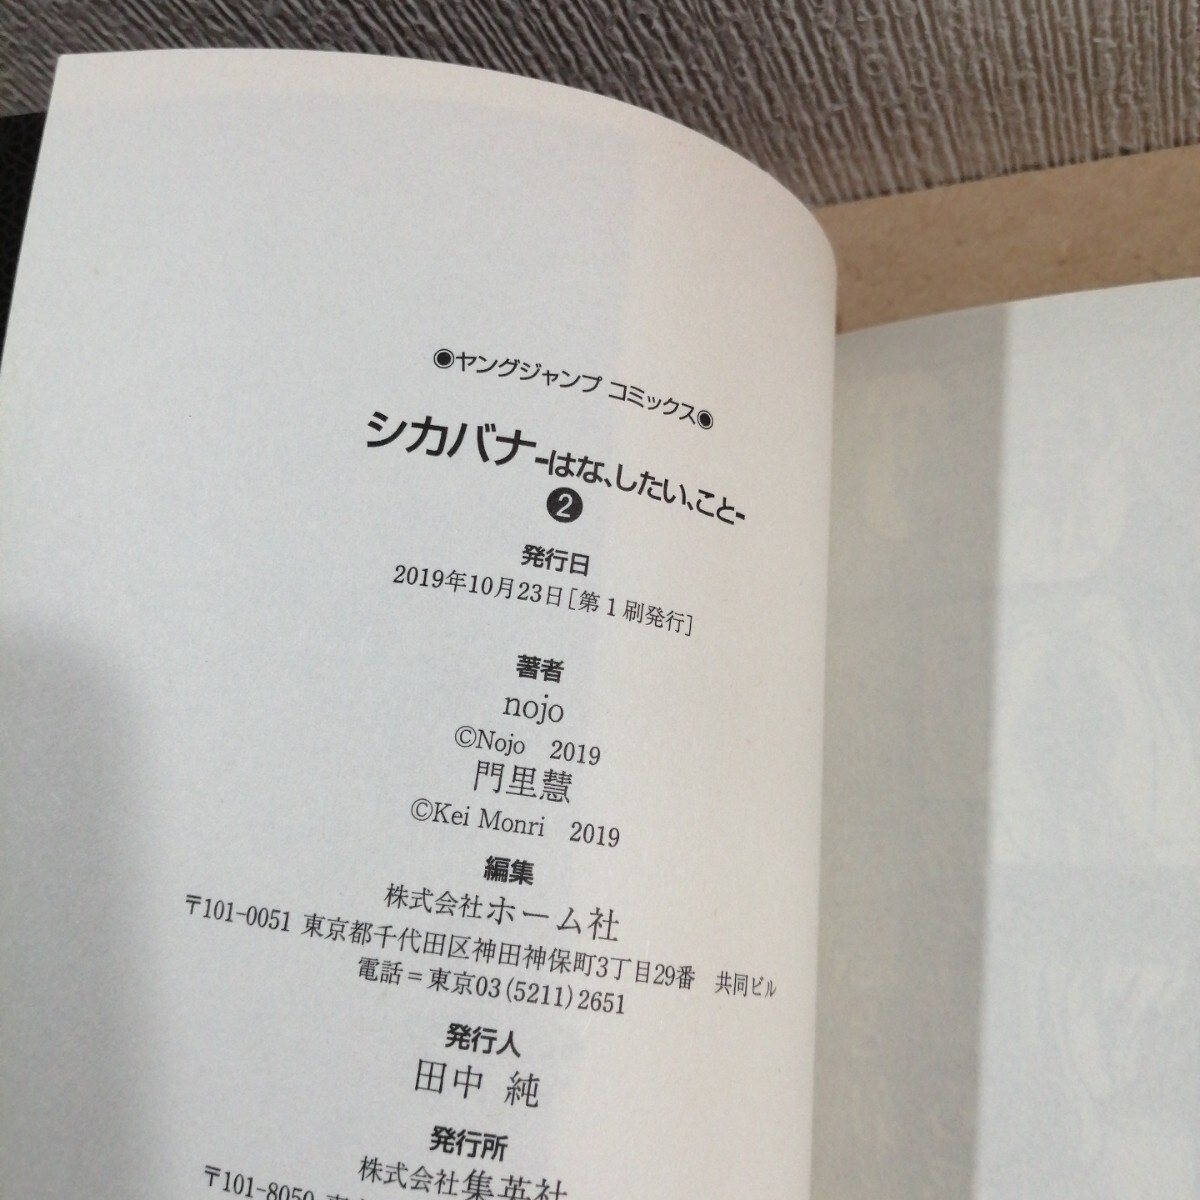 ◉ヤングジャンプ コミックス◉
シカバナ-はな、したい、こと-
❷
発行日
2019年10月23日[第1刷発行]
著者
nojo
©Nojo 2019
門里慧
©Kei Monri 2019
編集
株式会社ホーム社
〒101-0051 東京都千代田区神田神保町3丁目29番 共同ビル
電話＝東京03(5211)2651
発行人
田中 純
発行所
株式会社集英社
〒101-8050